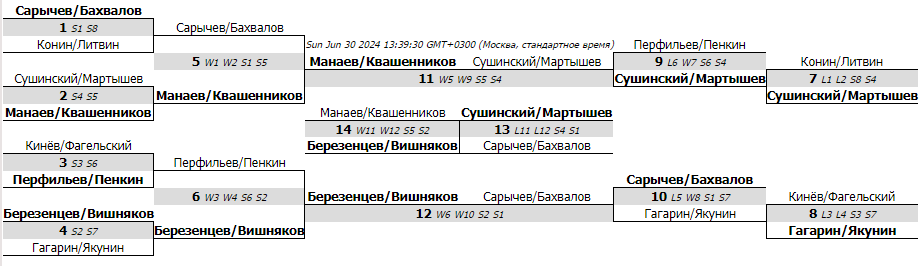 Сарычев/Бахвалов
1 S1 S8
Конин/Литвин
Сарычев/Бахвалов
5 W1 W2 S1 S5
Манаев/Квашенников
Сушинский/Мартышев
2 S4 S5
Манаев/Квашенников
Sun Jun 30 2024 13:39:30 GMT+0300 (Москва, стандартное время)
Манаев/Квашенников Сушинский/Мартышев
11 W5 W9 S5 S4
Перфильев/Пенкин
9 L6 W7 S6 S4
Сушинский/Мартышев
Конин/Литвин
7 L1 L2 S8 S4
Сушинский/Мартышев
Манаев/Квашенников Сушинский/Мартышев
14 W11 W12 S5 S2 13 L11 L12 S4 S1
Березенцев/Вишняков Сарычев/Бахвалов
Кинёв/Фагельский
3 S3 S6
Перфильев/Пенкин
Перфильев/Пенкин
6 W3 W4 S6 S2
Березенцев/Вишняков
Березенцев/Вишняков
4 S2 S7
Гагарин/Якунин
Березенцев/Вишняков Сарычев/Бахвалов
12 W6 W10 S2 S1
Сарычев/Бахвалов
10 L5 W8 S1 S7
Гагарин/Якунин
Кинёв/Фагельский
8 L3 L4 S3 S7
Гагарин/Якунин